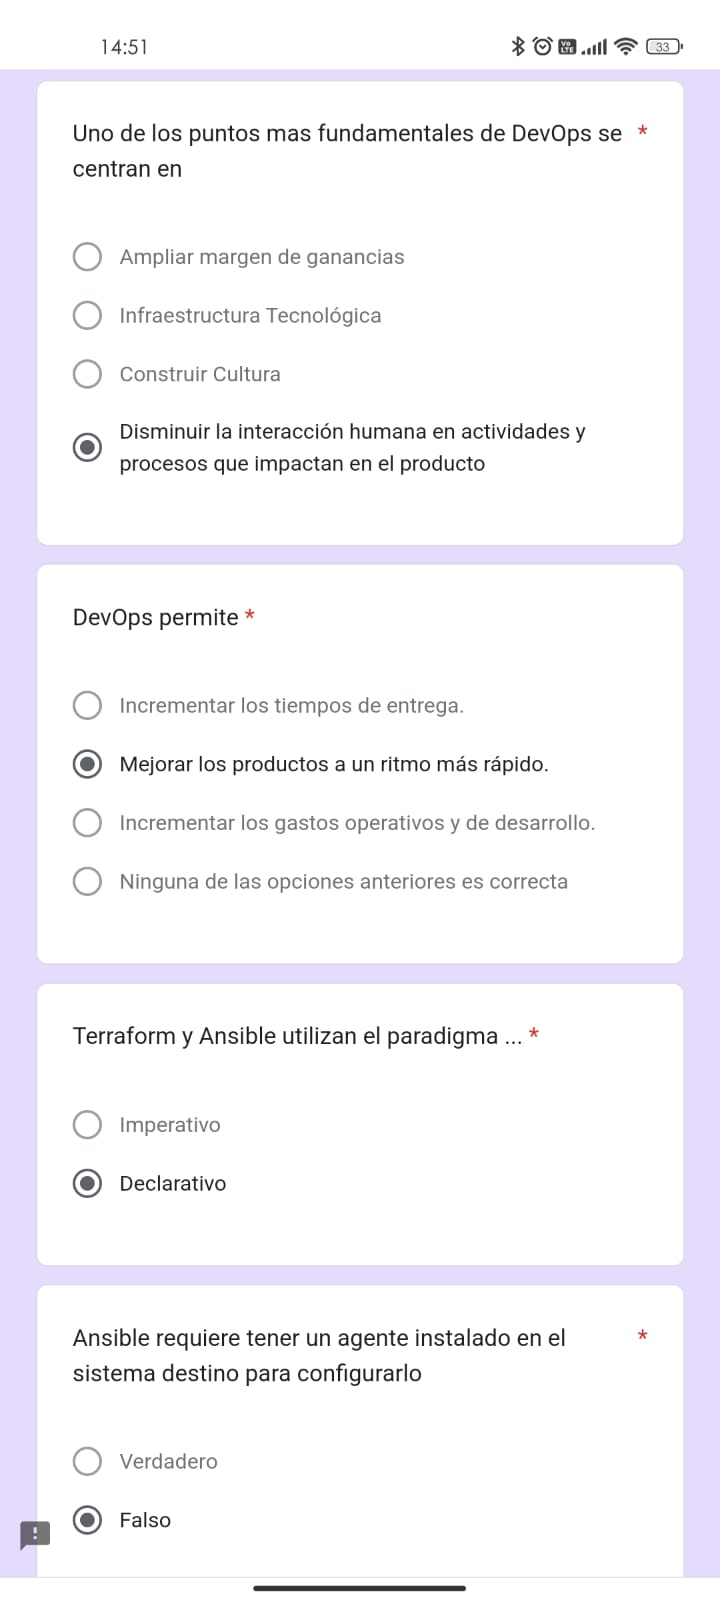 14:51
Vo LTE
33
Uno de los puntos mas fundamentales de DevOps se *
centran en
Ampliar margen de ganancias
Infraestructura Tecnológica
Construir Cultura
Disminuir la interacción humana en actividades y
procesos que impactan en el producto
DevOps permite *
Incrementar los tiempos de entrega.
Mejorar los productos a un ritmo más rápido.
Incrementar los gastos operativos y de desarrollo.
Ninguna de las opciones anteriores es correcta
Terraform y Ansible utilizan el paradigma ... *
Imperativo
Declarativo
Ansible requiere tener un agente instalado en el *
sistema destino para configurarlo
Verdadero
Falso